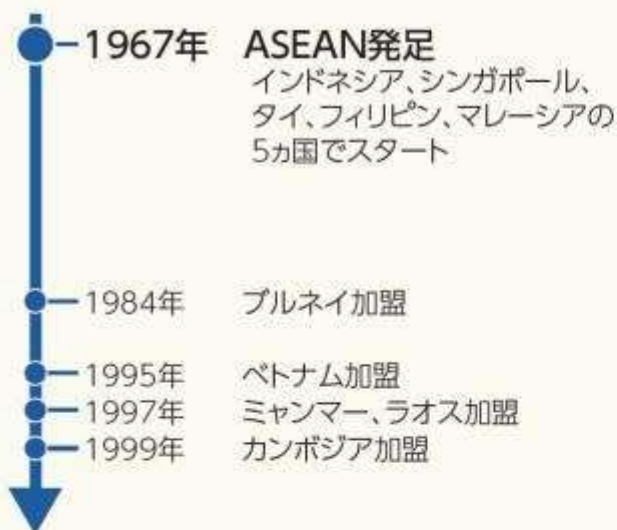 1967年 ASEAN発足
インドネシア、シンガポール、
タイ、フィリピン、マレーシアの
5ヵ国でスタート
1984年 ブルネイ加盟
1995年 ベトナム加盟
1997年 ミャンマー、ラオス加盟
1999年 カンボジア加盟